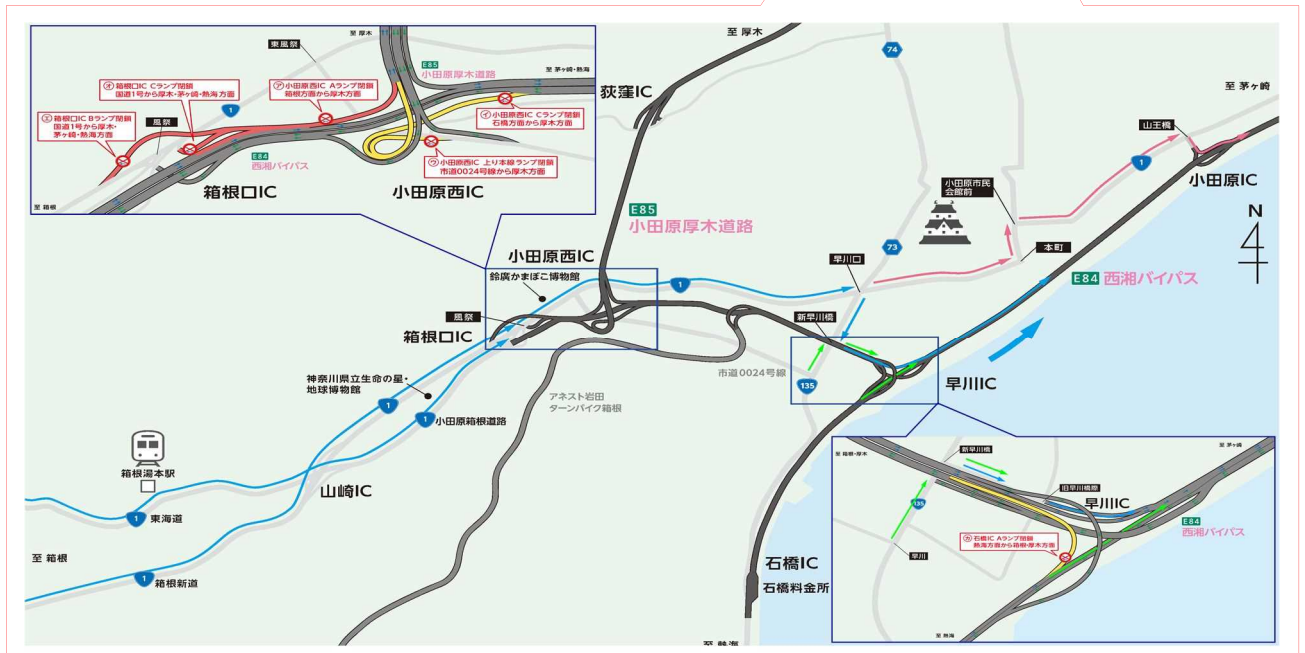 至 厚木
東風祭
E85
小田原厚木道路
至 茅ヶ崎・熱海
オ 箱根口IC Cランプ閉鎖
国道1号から厚木・茅ヶ崎・熱海方面
ア 小田原西IC Aランプ閉鎖
箱根方面から厚木方面
イ 小田原西IC Cランプ閉鎖
石橋方面から厚木方面
1
エ 箱根口IC Bランプ閉鎖
国道1号から厚木・
茅ヶ崎・熱海方面
風祭
E84
西湘バイパス
ウ 小田原西IC 上り本線ランプ閉鎖
市道0024号線から厚木方面
箱根口IC
小田原西IC
至 箱根
至 厚木
74
荻窪IC
至 茅ヶ崎
山王橋
1
小田原IC
小田原市民
会館前
E85
小田原厚木道路
N
73
本町
小田原西IC
早川口
鈴廣かまぼこ博物館
1
E84 西湘バイパス
風祭
新早川橋
箱根口IC
市道0024号線
135
早川IC
神奈川県立生命の星・
地球博物館
1
アネスト岩田
ターンパイク箱根
1
小田原箱根道路
箱根湯本駅
山崎IC
1
東海道
至 箱根
1
箱根新道
石橋IC
石橋料金所
至 熱海
至 箱根・厚木
新早川橋
至 茅ヶ崎
旧早川橋際
早川IC
135
E84
西湘バイパス
早川
カ 石橋IC Aランプ閉鎖
熱海方面から箱根・厚木方面
至 熱海